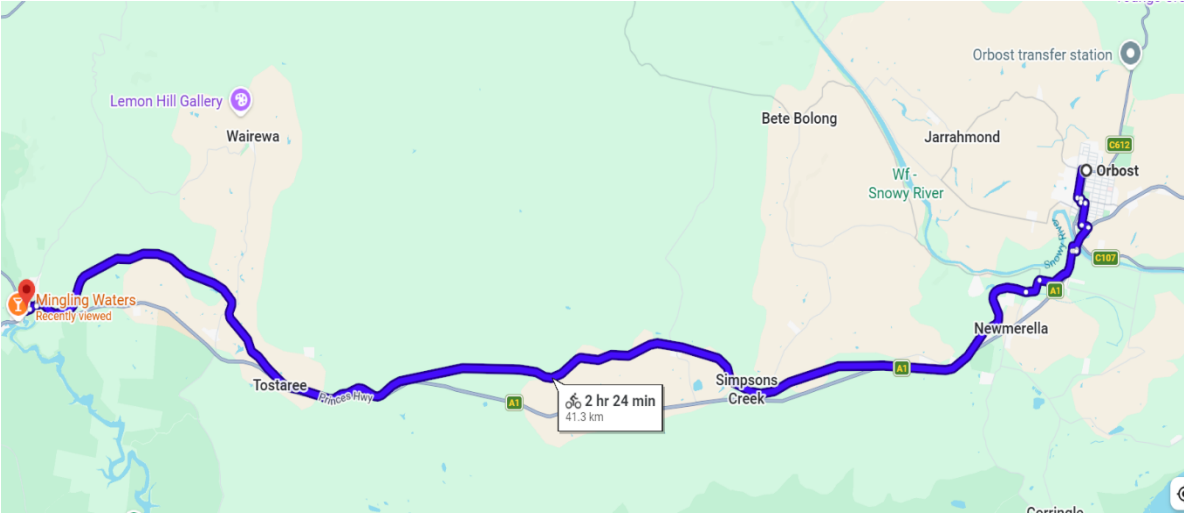 Orbost transfer station
Lemon Hill Gallery
Wairewa
Bete Bolong
Jarrahmond
C612
Orbost
Wf -
Snowy River
Snowy River
C107
A1
Mingling Waters
Recently viewed
Newmerella
A1
Simpsons
Creek
Tostaree
Princes Hwy
A1
2 hr 24 min
41.3 km